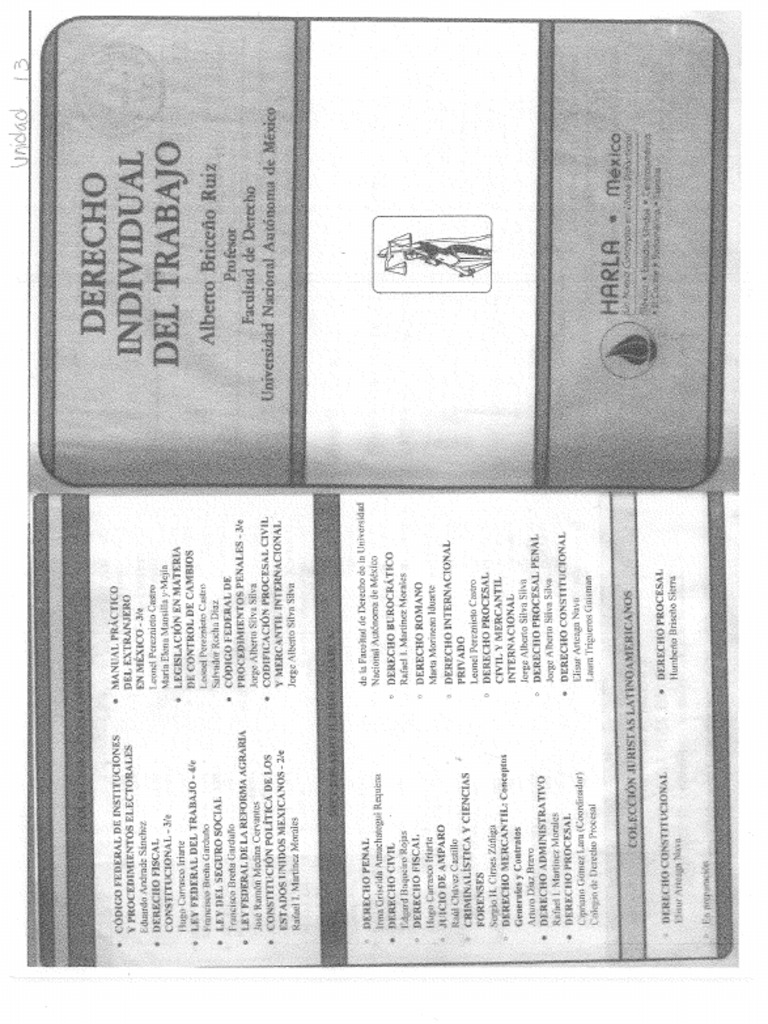 Unidad 13
DERECHO
INDIVIDUAL
DEL TRABAJO
Alberto Briceño Ruiz
Profesor
Facultad de Derecho
Universidad Nacional Autónoma de México
HARLA • México
• CÓDIGO FEDERAL DE INSTITUCIONES
Y PROCEDIMIENTOS ELECTORALES
Eduardo Andrade Sánchez
• DERECHO FISCAL
CONSTITUCIONAL - 3/e
Hugo Carrasco Iriarte
• LEY FEDERAL DEL TRABAJO - 4/e
Francisco Breña Garduño
• LEY DEL SEGURO SOCIAL
Francisco Breña Garduño
• LEY FEDERAL DE LA REFORMA AGRARIA
José Ramón Medina Cervantes
• CONSTITUCIÓN POLÍTICA DE LOS
ESTADOS UNIDOS MEXICANOS - 2/e
Rafael I. Martínez Morales
• MANUAL PRÁCTICO
DEL EXTRANJERO
EN MÉXICO - 3/e
Leonel Pereznieto Castro
María Elena Mansilla y Mejía
• LEGISLACIÓN EN MATERIA
DE CONTROL DE CAMBIOS
Leonel Pereznieto Castro
Salvador Rocha Díaz
• CÓDIGO FEDERAL DE
PROCEDIMIENTOS PENALES - 3/e
Jorge Alberto Silva Silva
• CODIFICACIÓN PROCESAL CIVIL
Y MERCANTIL INTERNACIONAL
Jorge Alberto Silva Silva
○ DERECHO PENAL
Irma Griselda Amuchategui Requena
• DERECHO CIVIL
Edgard Baqueiro Rojas
○ DERECHO FISCAL
Hugo Carrasco Iriarte
○ JUICIO DE AMPARO
Raúl Chávez Castillo
○ CRIMINALÍSTICA Y CIENCIAS
FORENSES
Sergio H. Cirnes Zúñiga
○ DERECHO MERCANTIL: Conceptos
Generales y Contratos
Arturo Díaz Bravo
• DERECHO ADMINISTRATIVO
Rafael I. Martínez Morales
• DERECHO PROCESAL
Cipriano Gómez Lara (Coordinador)
Colegio de Derecho Procesal
de la Facultad de Derecho de la Universidad
Nacional Autónoma de México
○ DERECHO BUROCRÁTICO
Rafael I. Martínez Morales
○ DERECHO ROMANO
Marta Morineau Iduarte
○ DERECHO INTERNACIONAL
PRIVADO
Leonel Pereznieto Castro
○ DERECHO PROCESAL
CIVIL Y MERCANTIL
INTERNACIONAL
Jorge Alberto Silva Silva
○ DERECHO PROCESAL PENAL
Jorge Alberto Silva Silva
• DERECHO CONSTITUCIONAL
Elisur Arteaga Nava
Laura Trigueros Gaisman
COLECCIÓN JURISTAS LATINOAMERICANOS
○ DERECHO CONSTITUCIONAL
Elisur Arteaga Nava
• DERECHO PROCESAL
Humberto Briseño Sierra
○ En preparación